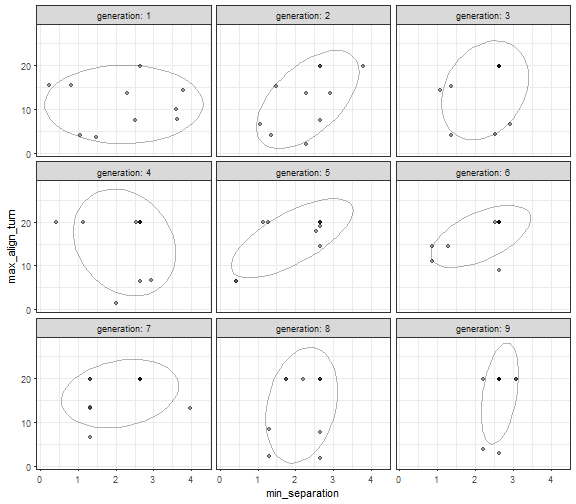 generation: 1 generation: 2 generation: 3
20
10
0
generation: 4 generation: 5 generation: 6
20
10
0
max_align_turn
generation: 7 generation: 8 generation: 9
20
10
0
0 1 2 3 4 0 1 2 3 4 0 1 2 3 4
min_separation